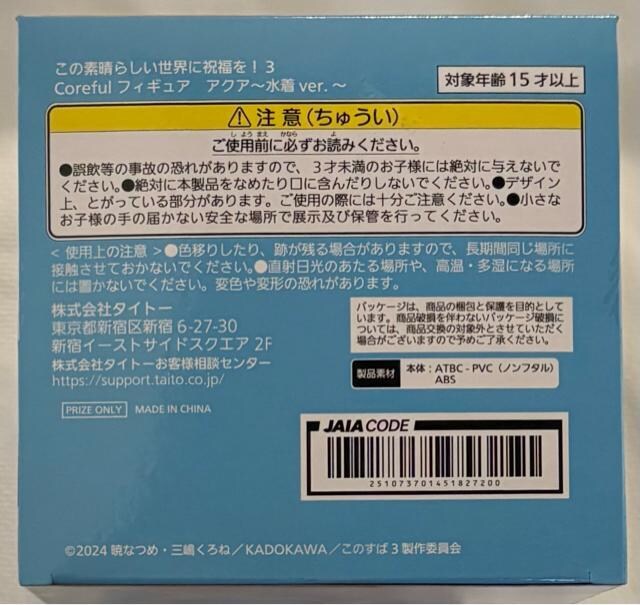 この素晴らしい世界に祝福を！3
Coreful フィギュア　アクア～水着 ver.～
対象年齢 15 才以上
⚠ 注 意（ちゅうい）
ご使用前に必ずお読みください。
しようまえ かなら よ
●誤飲等の事故の恐れがありますので、３才未満のお子様には絶対に与えないで
ください。●絶対に本製品をなめたり口に含んだりしないでください。●デザイン
上、とがっている部分があります。ご使用の際には十分ご注意ください。●小さな
お子様の手の届かない安全な場所で展示及び保管を行ってください。
＜ 使用上の注意 ＞●色移りしたり、跡が残る場合がありますので、長期間同じ場所に
接触させておかないでください。●直射日光のあたる場所や、高温・多湿になる場所
には置かないでください。変色や変形の恐れがあります。
株式会社タイトー
東京都新宿区新宿 6-27-30
新宿イーストサイドスクエア 2F
株式会社タイトーお客様相談センター
https://support.taito.co.jp/
PRIZE ONLY MADE IN CHINA
パッケージは、商品の梱包と保護を目的としてい
ます。商品破損を伴わないパッケージ破損に
ついては、商品交換の対象外とさせていただく
場合がございますので予めご了承ください。
製品素材 本体：ATBC - PVC（ノンフタル）
ABS
JAIA CODE
251073701451827200
©2024 暁なつめ・三嶋くろね／KADOKAWA／このすば３製作委員会